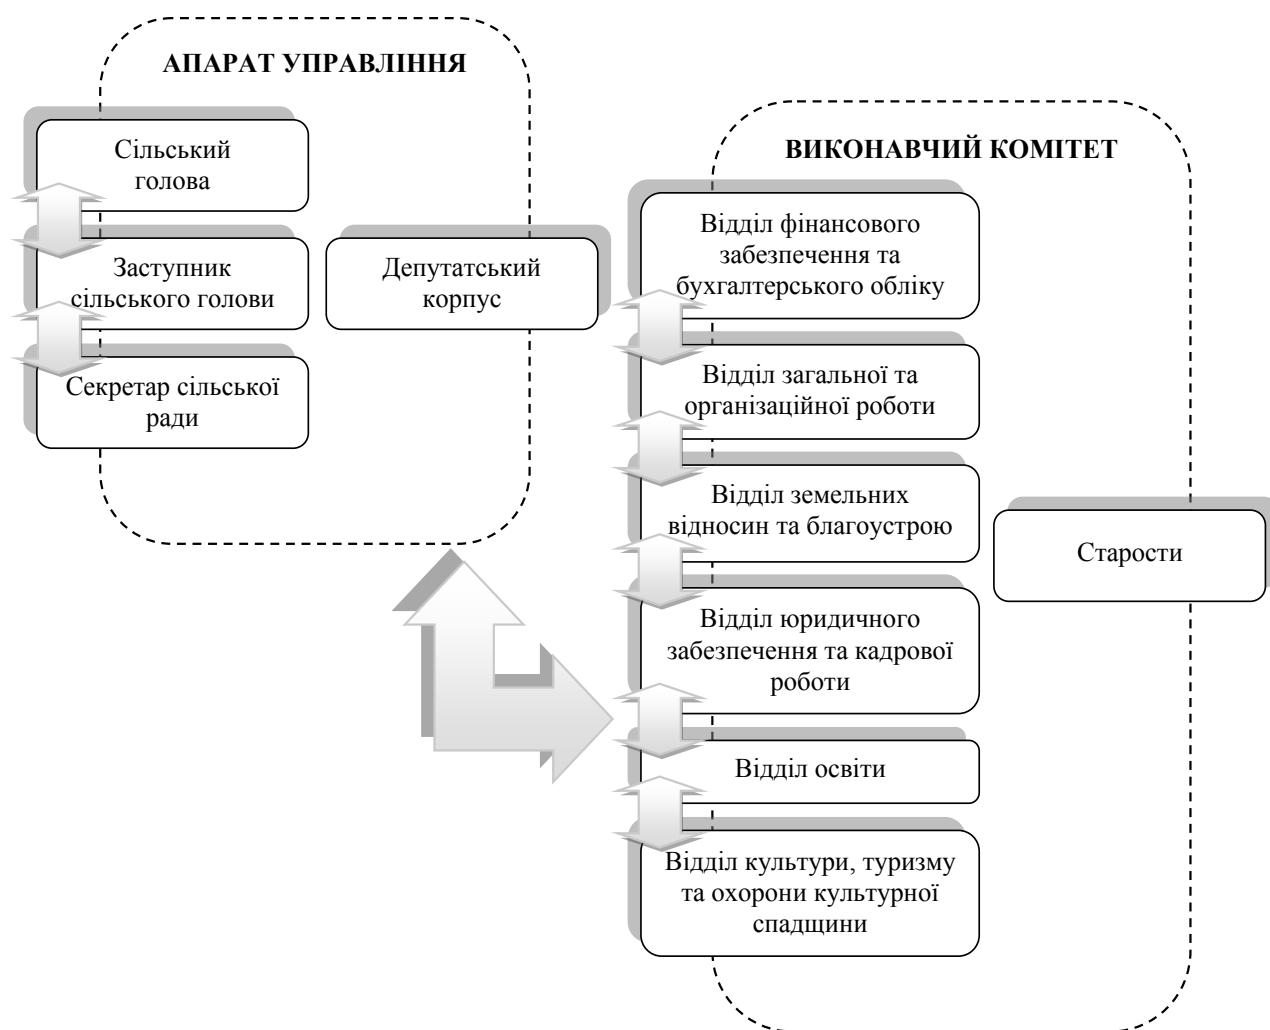 АПАРАТ УПРАВЛІННЯ
Сільський
голова
Заступник
сільського голови
Секретар сільської
ради
Депутатський
корпус
ВИКОНАВЧИЙ КОМІТЕТ
Відділ фінансового
забезпечення та
бухгалтерського обліку
Відділ загальної та
організаційної роботи
Відділ земельних
відносин та благоустрою
Відділ юридичного
забезпечення та кадрової
роботи
Відділ освіти
Відділ культури, туризму
та охорони культурної
спадщини
Старости